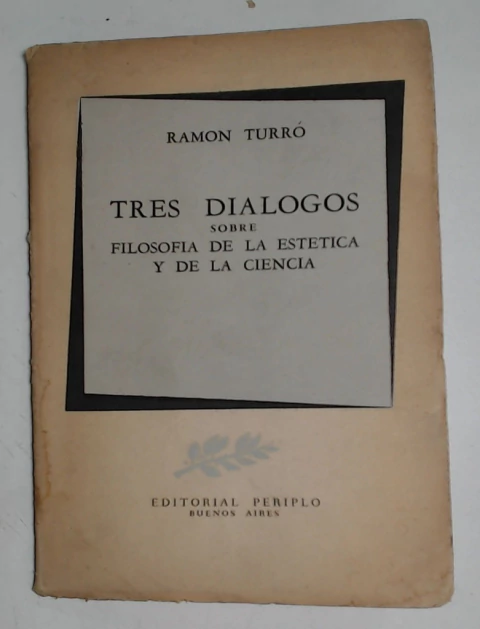 RAMON TURRÓ
TRES DIALOGOS
SOBRE
FILOSOFIA DE LA ESTETICA
Y DE LA CIENCIA
EDITORIAL PERIPLO
BUENOS AIRES